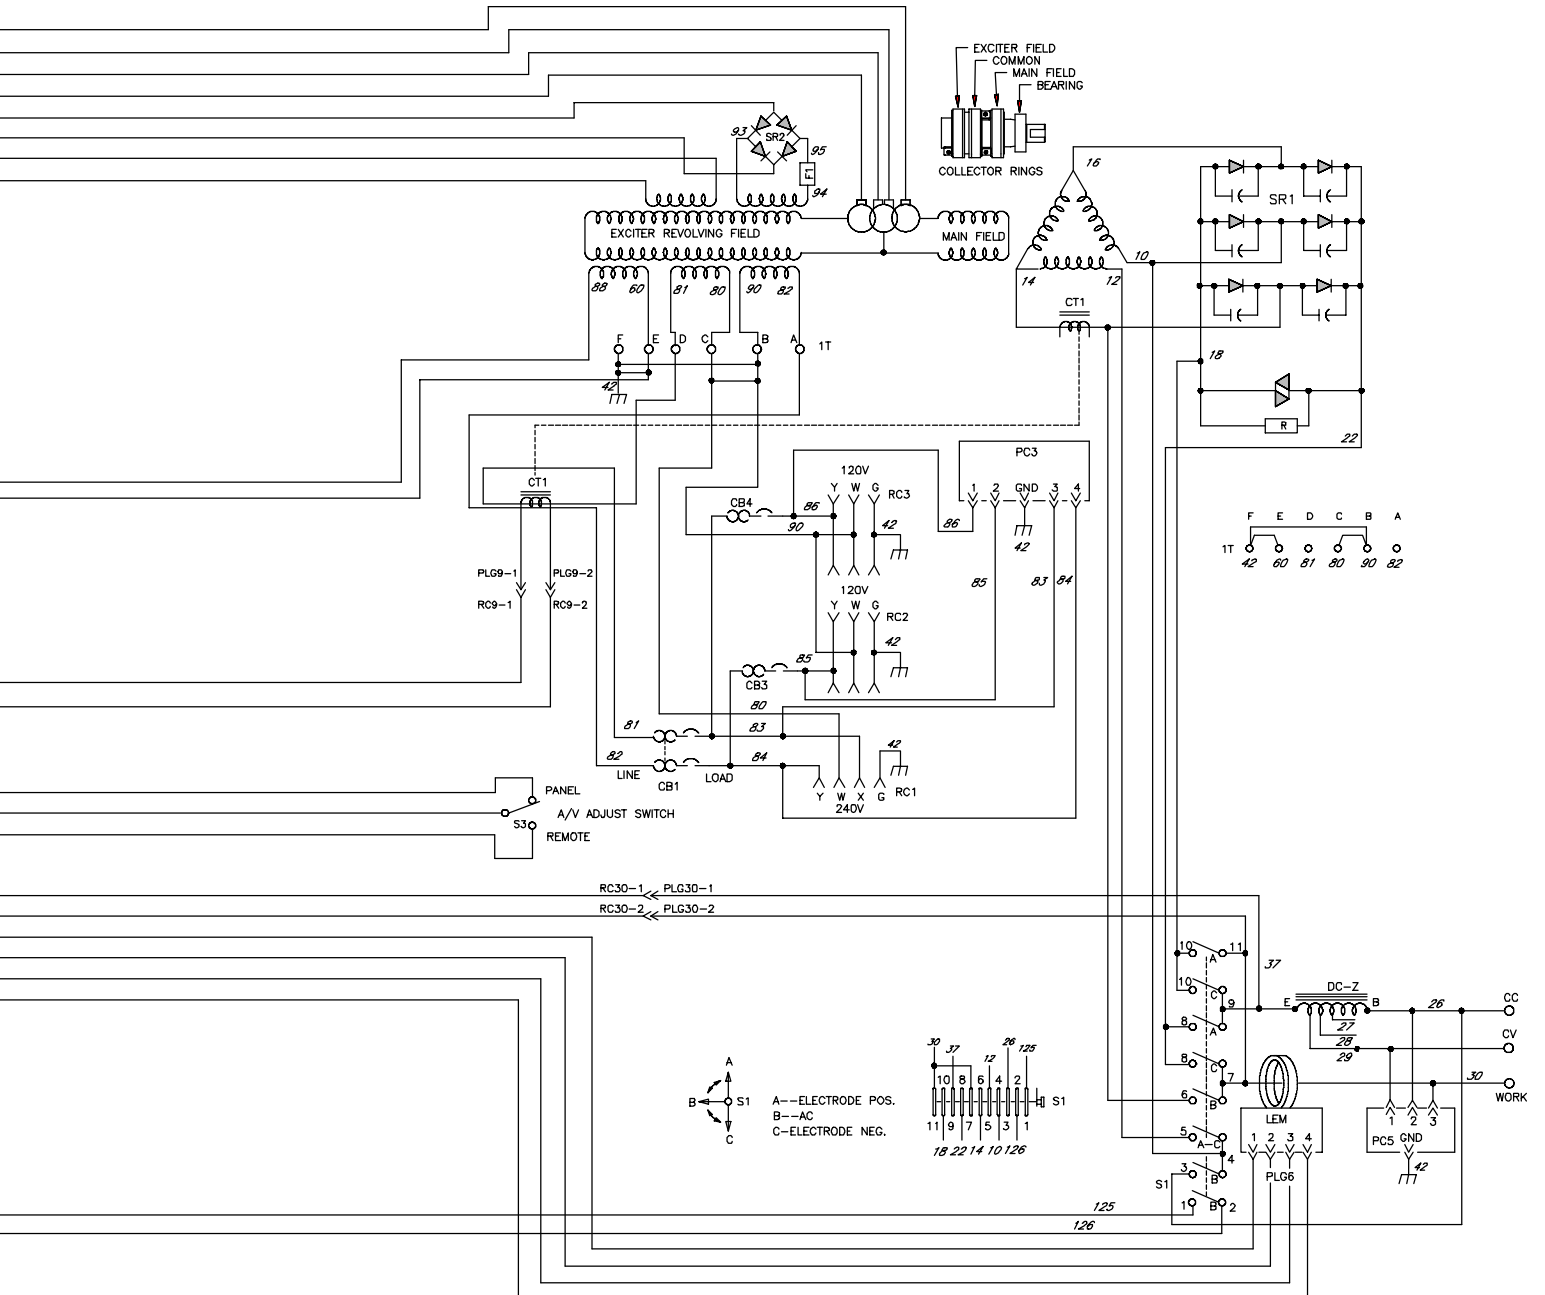 EXCITER FIELD
COMMON
MAIN FIELD
BEARING
COLLECTOR RINGS
93
SR2
95
F1
94
16
SR1
EXCITER REVOLVING FIELD
MAIN FIELD
10
14
12
88
60
81
80
90
82
CT1
F
E
D
C
B
A
1T
18
42
R
22
PC3
120V
CT1
Y W G
RC3
1 2 GND 3 4
CB4
86
90
42
86
42
F E D C B A
1T
42 60 81 80 90 82
PLG9-1
PLG9-2
85
83
84
RC9-1
RC9-2
120V
Y W G
RC2
42
85
CB3
80
81
83
82
84
42
LINE
LOAD
CB1
RC1
Y W X G
240V
PANEL
A/V ADJUST SWITCH
S3
REMOTE
RC30-1
PLG30-1
RC30-2
PLG30-2
10
11
A
37
10
C
9
E
DC-Z
B
26
CC
8
A
27
28
29
CV
8
C
7
30
WORK
6
B
LEM
1 2 3 4
PLG6
1 2 3
PC5 GND
42
5
A-C
4
3
B
S1
1
B
2
125
126
A
B
S1
C
A--ELECTRODE POS.
B--AC
C-ELECTRODE NEG.
30
37
12
26
125
10 8 6 4 2
S1
11 9 7 5 3 1
18 22 14 10 126